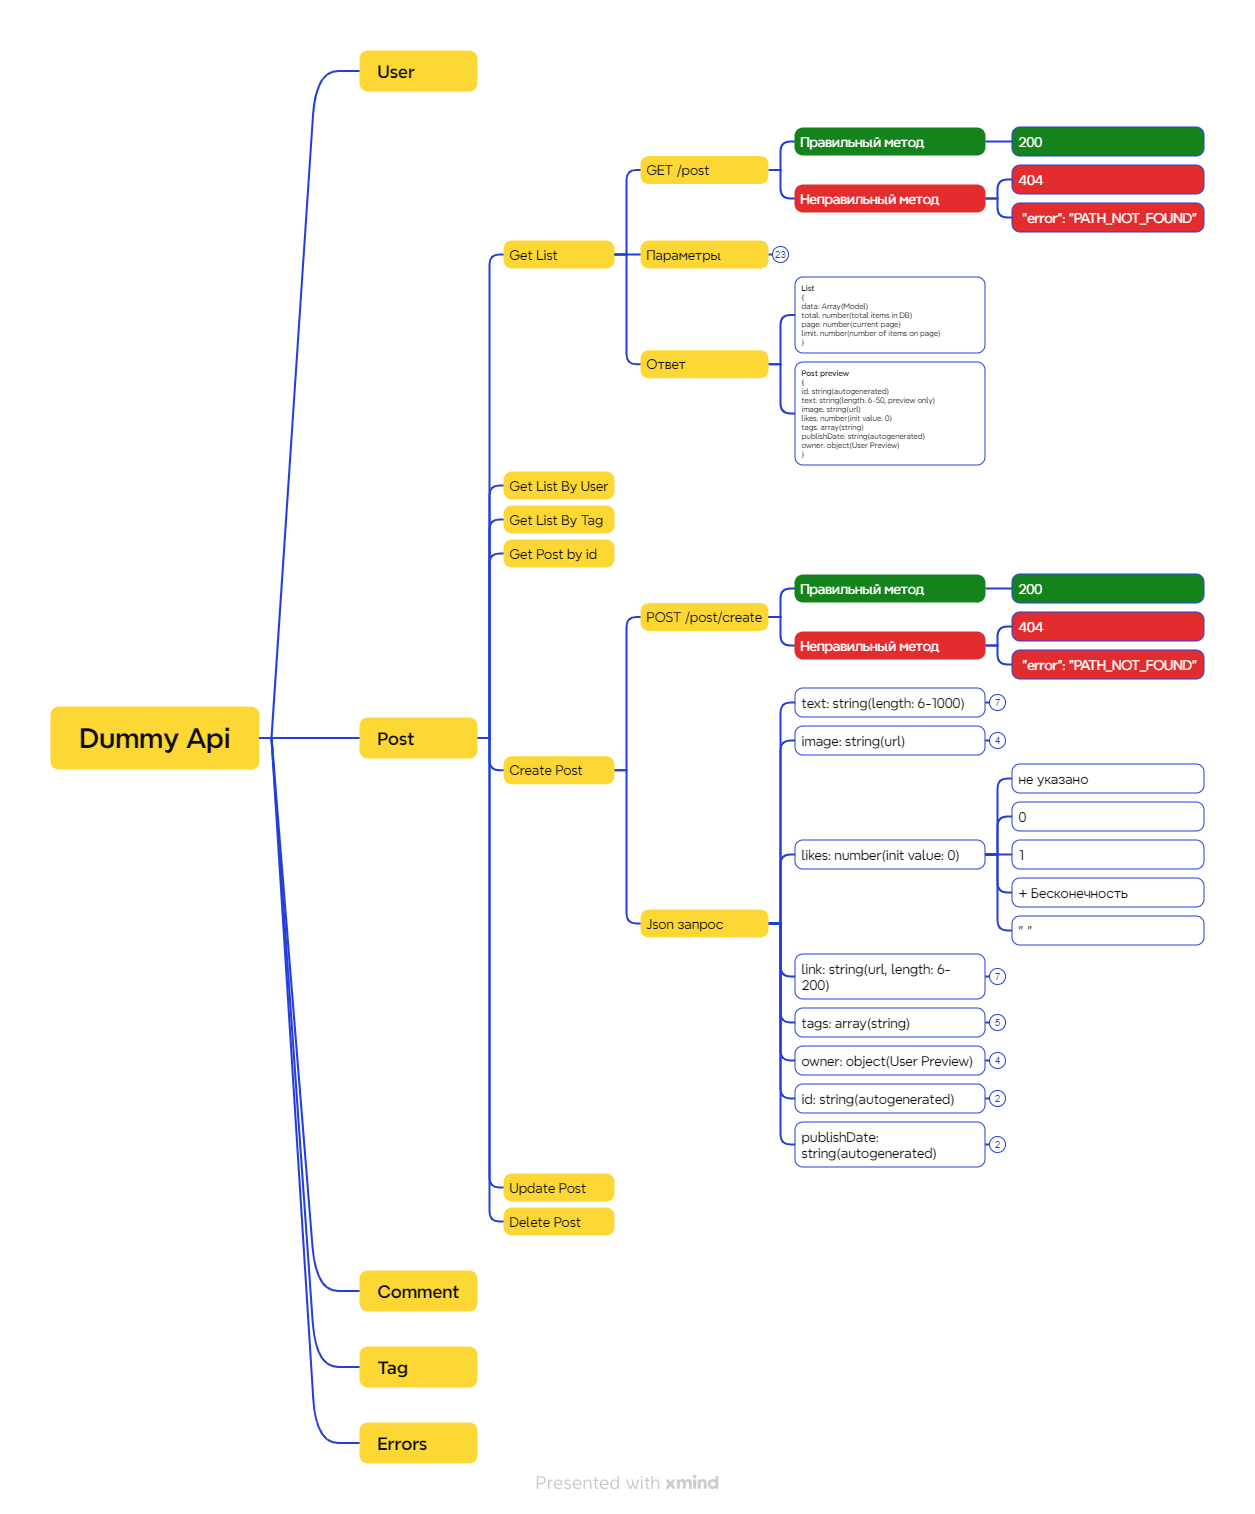 User
Правильный метод
200
GET /post
404
Неправильный метод
"error": "PATH_NOT_FOUND"
Get List
Параметры
23
List
{
data: Array(Model)
total: number(total items in DB)
page: number(current page)
limit: number(number of items on page)
}
Ответ
Post preview
{
id: string(autogenerated)
text: string(length: 6-50, preview only)
image: string(url)
likes: number(init value: 0)
tags: array(string)
publishDate: string(autogenerated)
owner: object(User Preview)
}
Get List By User
Get List By Tag
Get Post by id
Правильный метод
200
POST /post/create
404
Неправильный метод
"error": "PATH_NOT_FOUND"
text: string(length: 6-1000)
7
Dummy Api
Post
image: string(url)
4
Create Post
не указано
0
likes: number(init value: 0)
1
+ Бесконечность
Json запрос
" "
link: string(url, length: 6-
200)
7
tags: array(string)
5
owner: object(User Preview)
4
id: string(autogenerated)
2
publishDate:
string(autogenerated)
2
Update Post
Delete Post
Comment
Tag
Errors
Presented with xmind